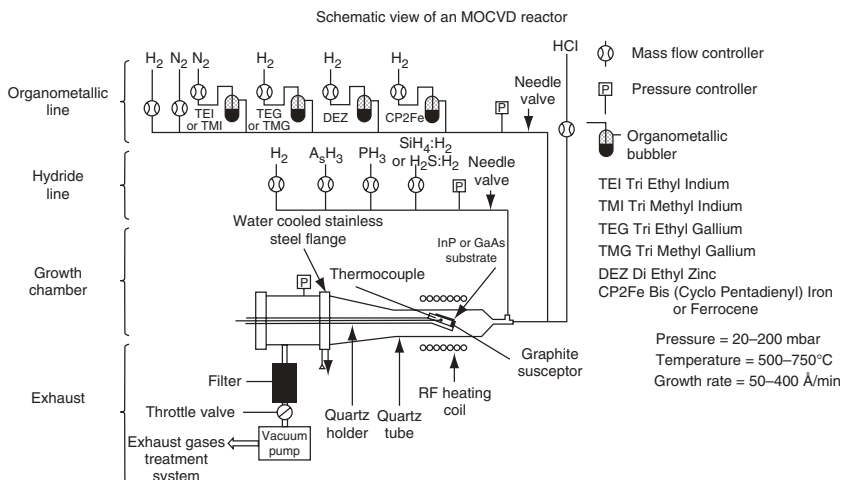 Schematic view of an MOCVD reactor
H2 N2 N2 H2 H2 H2 HCl
Organometallic
line
TEI
or TMI
TEG
or TMG
DEZ
CP2Fe
P
Needle
valve
Hydride
line
H2 AsH3 PH3 SiH4:H2
or H2S:H2
P
Needle
valve
Growth
chamber
Water cooled stainless
steel flange
P
Thermocouple
InP or GaAs
substrate
Graphite
susceptor
RF heating
coil
Quartz
tube
Quartz
holder
Exhaust
Filter
Throttle valve
Vacuum
pump
Exhaust gases
treatment
system
Mass flow controller
P Pressure controller
Organometallic
bubbler
TEI Tri Ethyl Indium
TMI Tri Methyl Indium
TEG Tri Ethyl Gallium
TMG Tri Methyl Gallium
DEZ Di Ethyl Zinc
CP2Fe Bis (Cyclo Pentadienyl) Iron
or Ferrocene
Pressure = 20–200 mbar
Temperature = 500–750°C
Growth rate = 50–400 Å/min